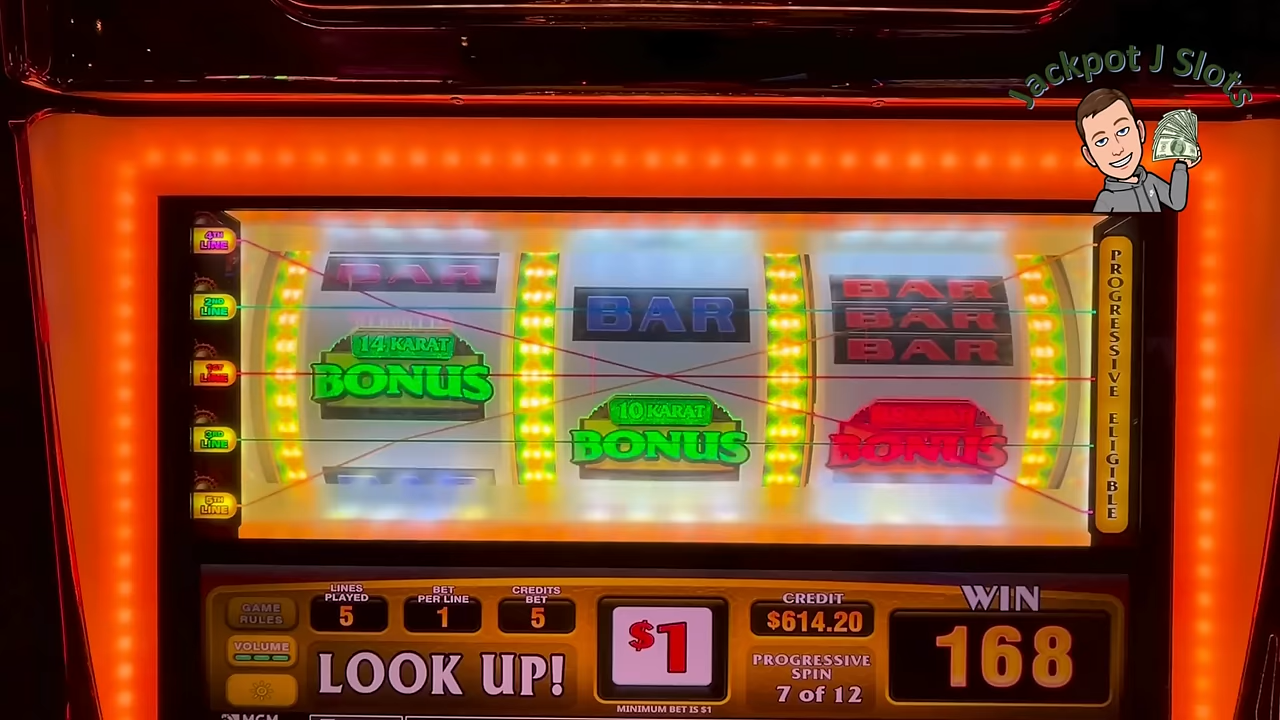 Jackpot J Slots
4TH LINE
2ND LINE
1ST LINE
3RD LINE
5TH LINE
BAR
14 KARAT
BONUS
BAR
BAR
10 KARAT
BONUS
BAR
BAR
BAR
BONUS
PROGRESSIVE ELIGIBLE
GAME RULES
VOLUME
LINES PLAYED
5
BET PER LINE
1
CREDITS BET
5
LOOK UP!
$1
MINIMUM BET IS $1
CREDIT
$614.20
PROGRESSIVE SPIN
7 of 12
WIN
168
MGM